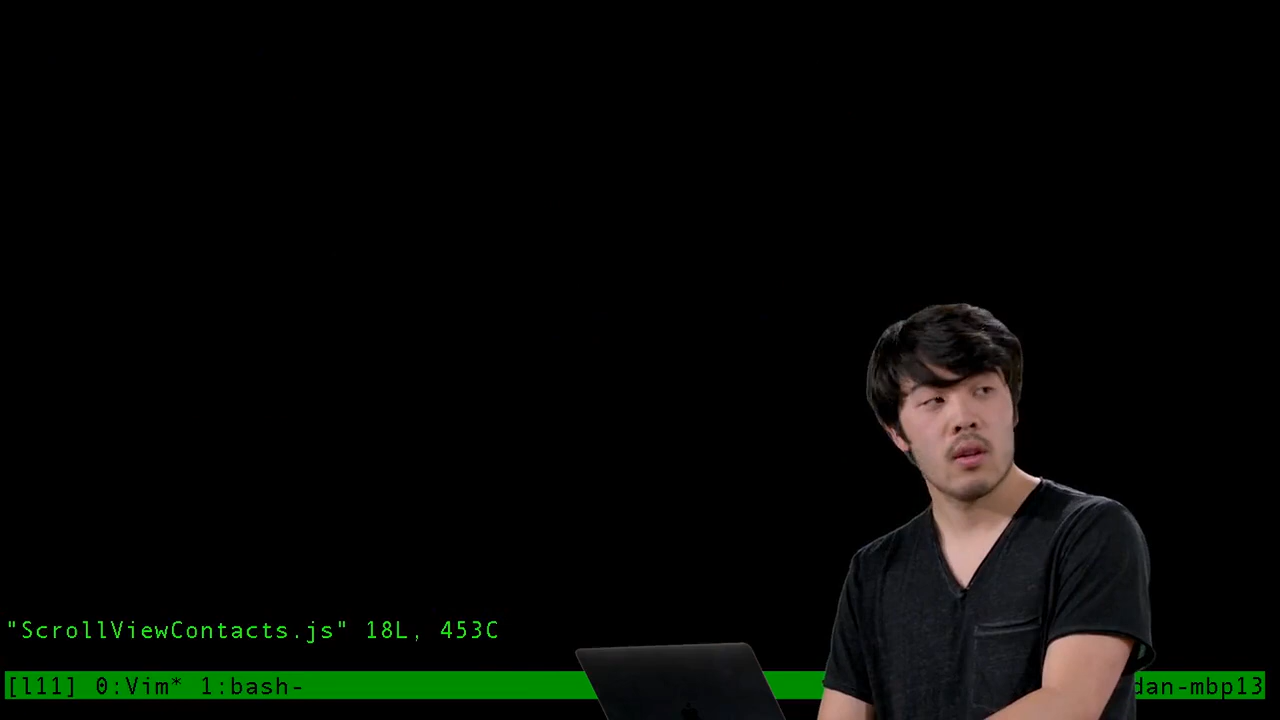 "ScrollViewContacts.js" 18L, 453C
[l11] 0:Vim* 1:bash-
dan-mbp13